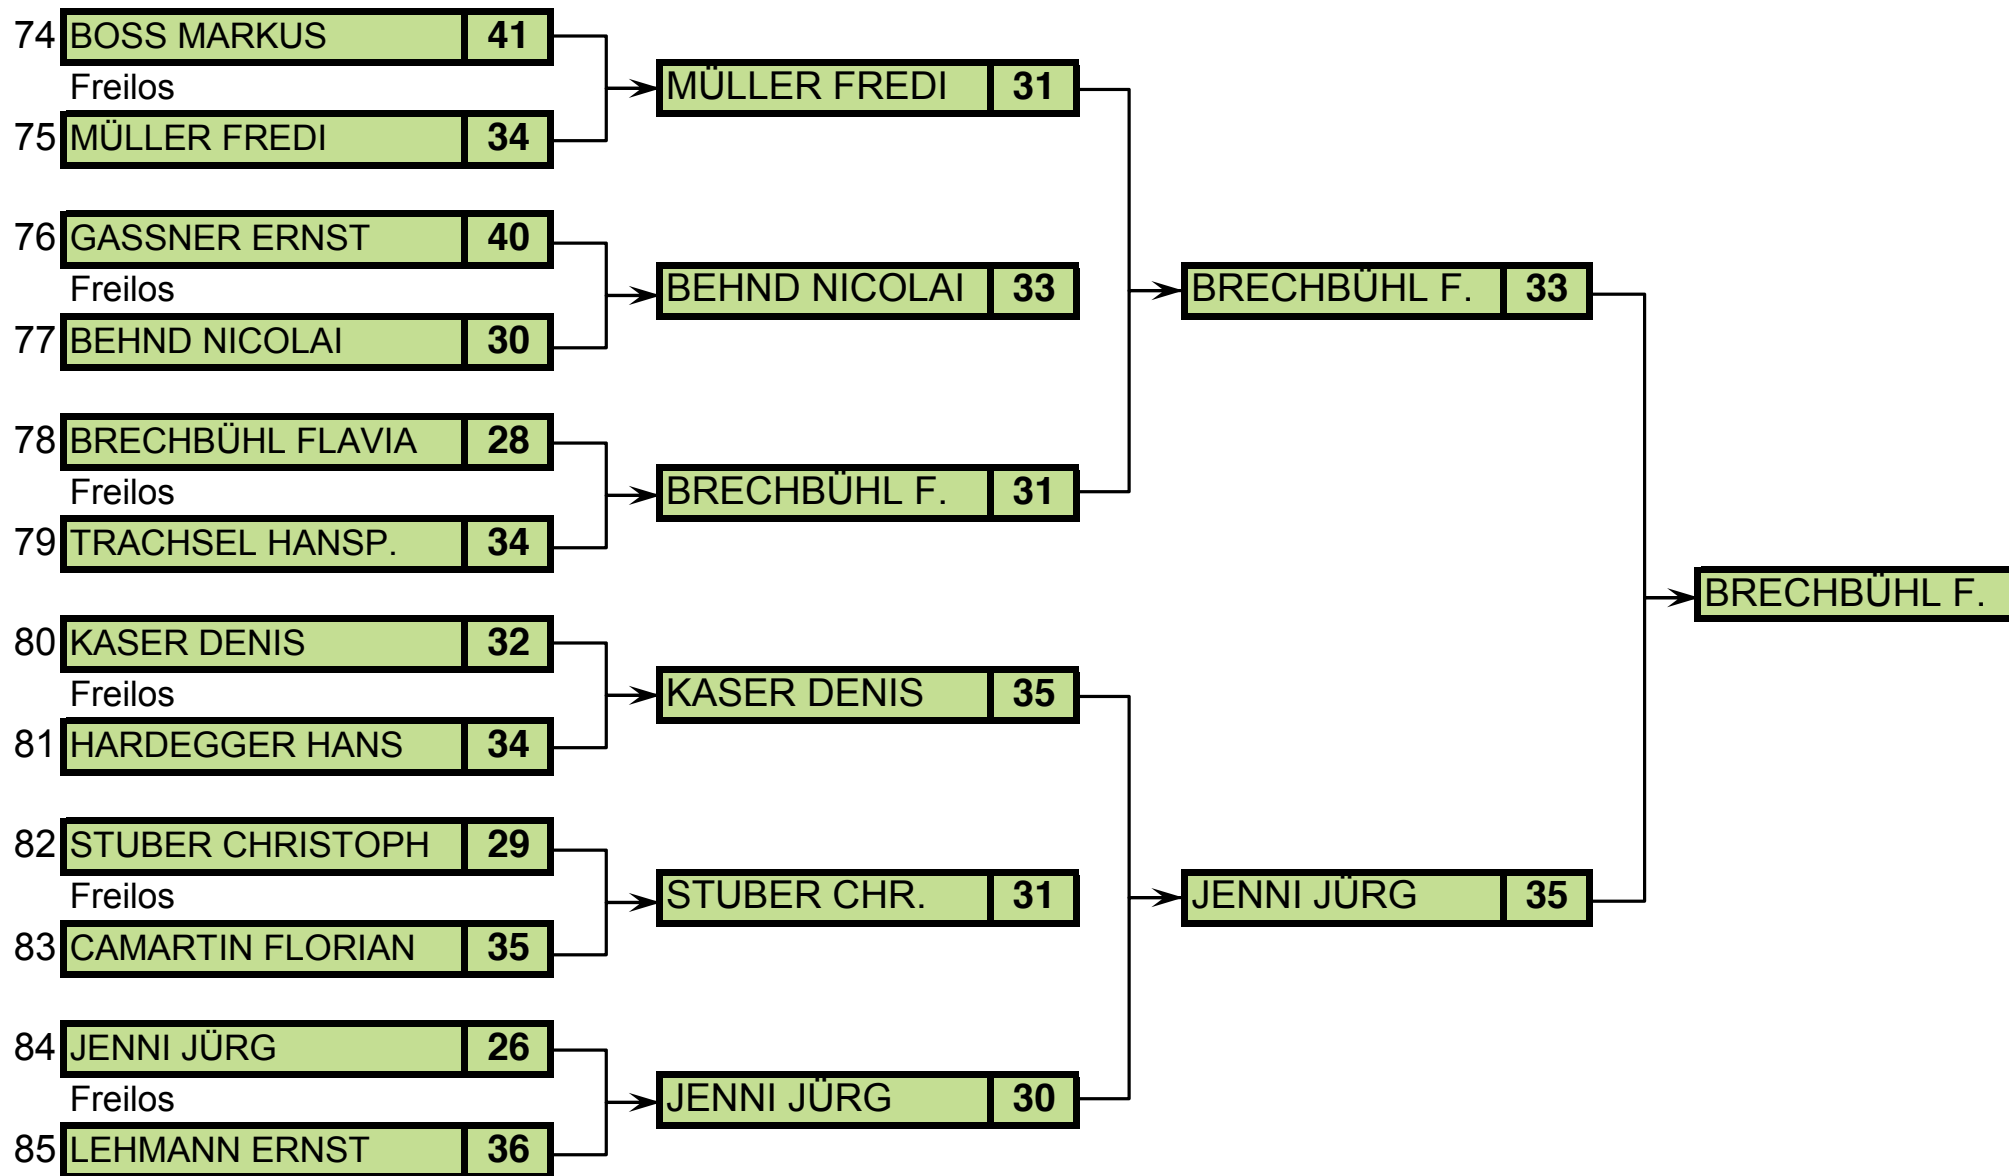 74 BOSS MARKUS 41
Freilos
75 MÜLLER FREDI 34
76 GASSNER ERNST 40
Freilos
77 BEHND NICOLAI 30
78 BRECHBÜHL FLAVIA 28
Freilos
79 TRACHSEL HANSP. 34
80 KASER DENIS 32
Freilos
81 HARDEGGER HANS 34
82 STUBER CHRISTOPH 29
Freilos
83 CAMARTIN FLORIAN 35
84 JENNI JÜRG 26
Freilos
85 LEHMANN ERNST 36
MÜLLER FREDI 31
BEHND NICOLAI 33
BRECHBÜHL F. 31
KASER DENIS 35
STUBER CHR. 31
JENNI JÜRG 30
BRECHBÜHL F. 33
JENNI JÜRG 35
BRECHBÜHL F.